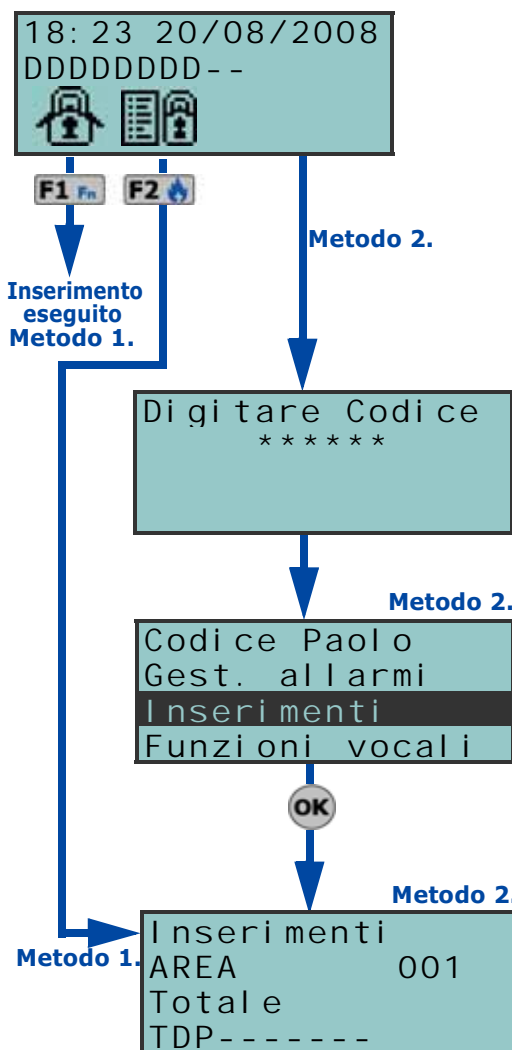 18:23 20/08/2008
DDDDDDDD--
F1 Fn F2
Metodo 2.
Inserimento
eseguito
Metodo 1.
Digitare Codice
******
Metodo 2.
Codice Paolo
Gest. allarmi
Inserimenti
Funzioni vocali
OK
Metodo 2.
Metodo 1.
Inserimenti
AREA 001
Totale
TDP-------